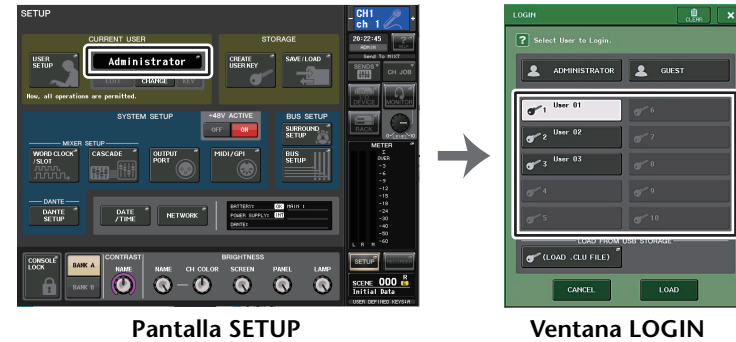 SETUP
CURRENT USER
STORAGE
USER SETUP
Administrator
EDIT CHANGE KEY
Now, all operations are permitted.
CREATE USER KEY
SAVE/LOAD
SYSTEM SETUP
+48V ACTIVE
OFF ON
BUS SETUP
SURROUND SETUP
MIXER SETUP
WORD CLOCK /SLOT
CASCADE
OUTPUT PORT
MIDI/GPI
BUS SETUP
DANTE
DANTE SETUP
DATE /TIME
NETWORK
BATTERY: OK MAIN :
POWER SUPPLY: INT
DANTE:
CONSOLE LOCK
BANK A
BANK B
CONTRAST
NAME
BRIGHTNESS
NAME CH COLOR SCREEN PANEL LAMP
CH1
ch 1
- +
20:22:45
ADMIN
?
HELP
Send To MIX1
SENDS
CH JOB
DEVICE
MONITOR
RACK
METER
Σ
OVER
-3
-6
-9
-12
-15
-18
-24
-30
-40
-50
-60
L R M
SETUP
RECORDER
SCENE 000 R
Initial Data
USER DEFINED KEYS[A]
Pantalla SETUP
LOGIN
CLEAR
×
? Select User to Login.
ADMINISTRATOR
GUEST
1 User 01
6
2 User 02
7
3 User 03
8
4
9
5
10
LOAD FROM USB STORAGE
(LOAD .CLU FILE)
CANCEL
LOAD
Ventana LOGIN